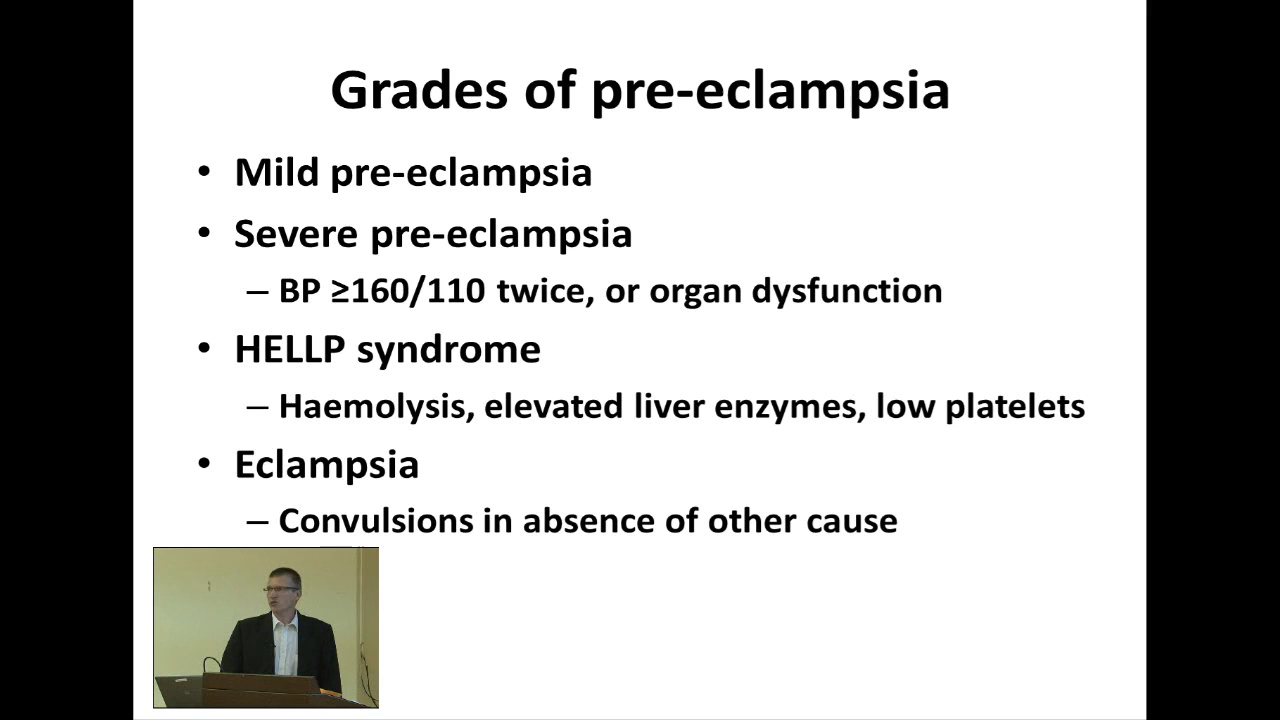 Grades of pre-eclampsia
• Mild pre-eclampsia
• Severe pre-eclampsia
– BP ≥160/110 twice, or organ dysfunction
• HELLP syndrome
– Haemolysis, elevated liver enzymes, low platelets
• Eclampsia
– Convulsions in absence of other cause